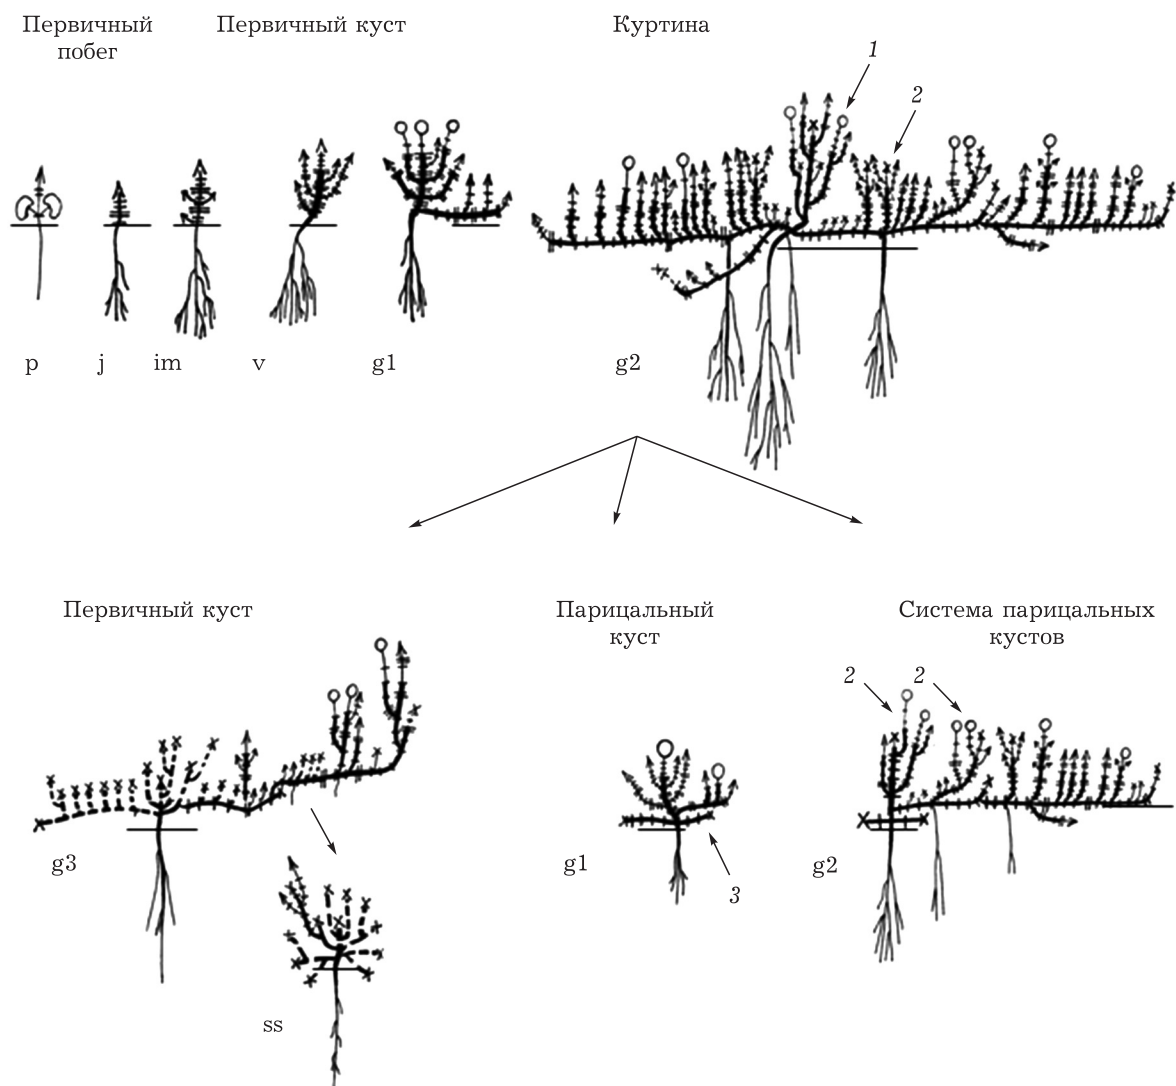 Первичный
побег
Первичный куст
Куртина
1
2
p
j
im
v
g1
g2
Первичный куст
Парицальный
куст
Система парицальных
кустов
2
2
g3
g1
3
g2
ss